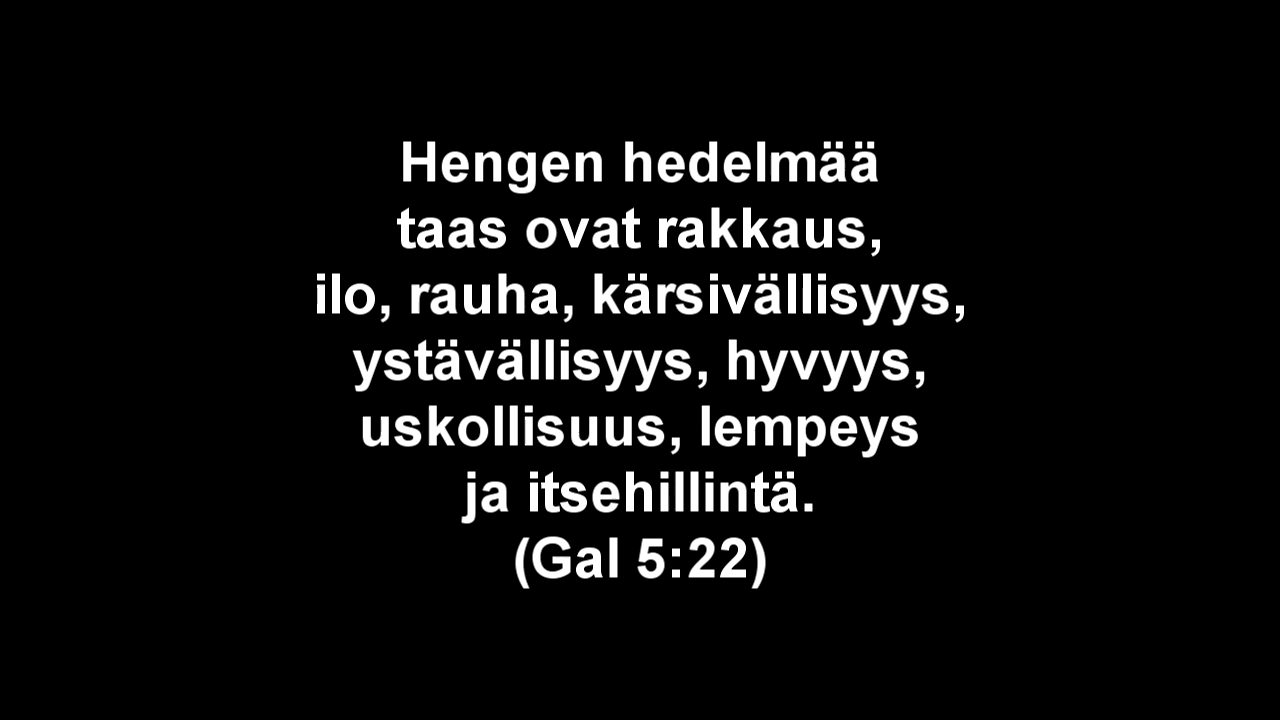 Hengen hedelmää
taas ovat rakkaus,
ilo, rauha, kärsivällisyys,
ystävällisyys, hyvyys,
uskollisuus, lempeys
ja itsehillintä.
(Gal 5:22)